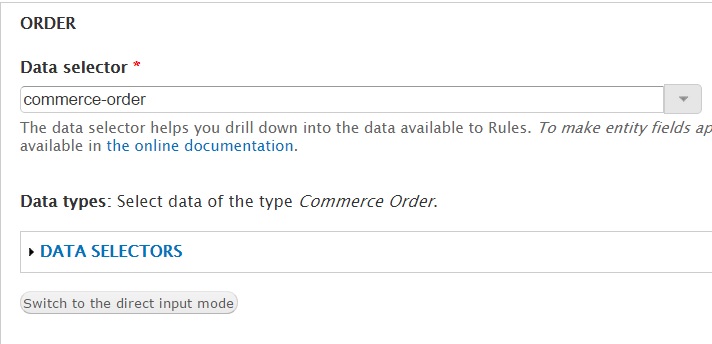 ORDER
Data selector *
commerce-order
The data selector helps you drill down into the data available to Rules. To make entity fields ap
available in the online documentation.
Data types: Select data of the type Commerce Order.
DATA SELECTORS
Switch to the direct input mode